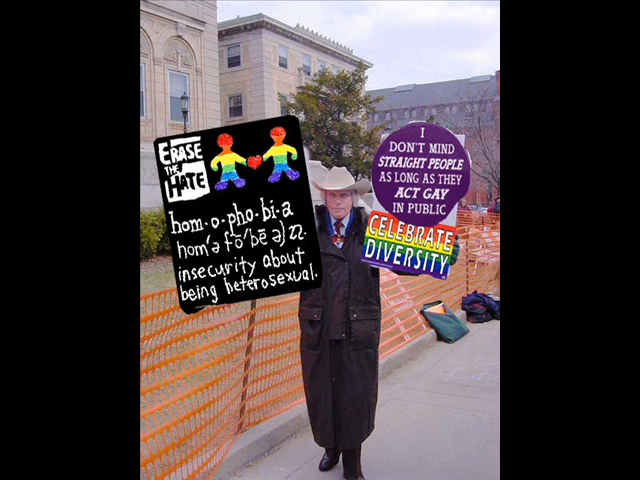 ERASE
THE
HATE
hom·o·pho·bi·a
hom'ə fō'bē ə) n.
insecurity about
being heterosexual.
I
DON'T MIND
STRAIGHT PEOPLE
AS LONG AS THEY
ACT GAY
IN PUBLIC
CELEBRATE
DIVERSITY